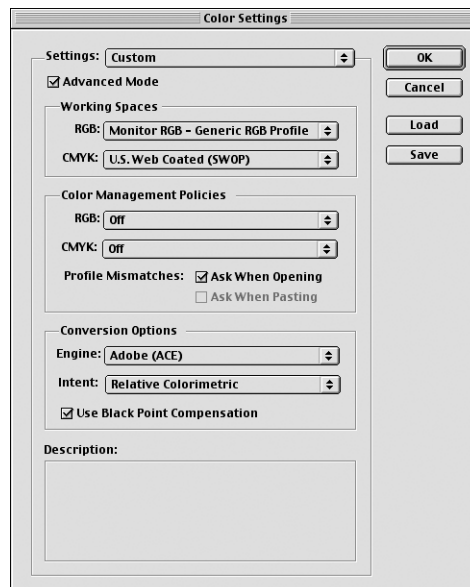 Color Settings
Settings: Custom
Advanced Mode
Working Spaces
RGB: Monitor RGB - Generic RGB Profile
CMYK: U.S. Web Coated (SWOP)
Color Management Policies
RGB: Off
CMYK: Off
Profile Mismatches: Ask When Opening
Ask When Pasting
Conversion Options
Engine: Adobe (ACE)
Intent: Relative Colorimetric
Use Black Point Compensation
Description:
OK
Cancel
Load
Save